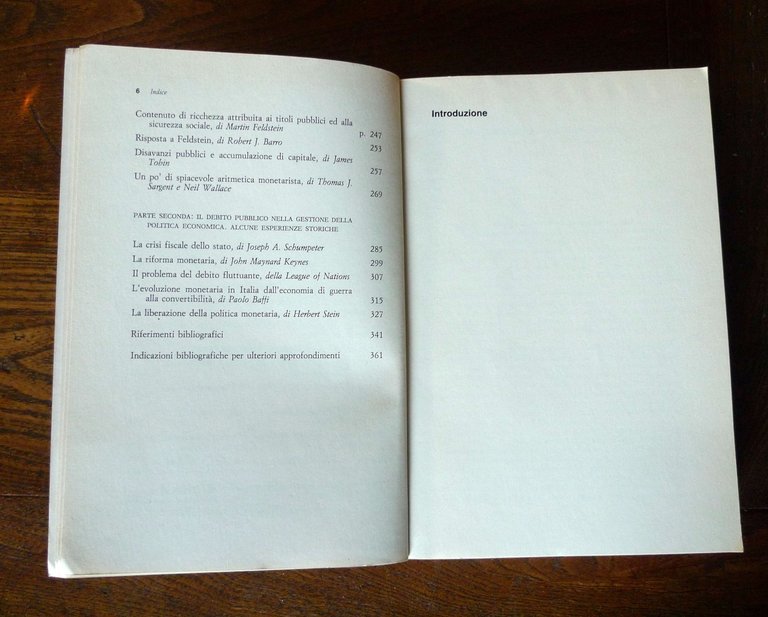 6 Indice
Contenuto di ricchezza attribuita ai titoli pubblici ed alla
sicurezza sociale, di Martin Feldstein p. 247
Risposta a Feldstein, di Robert J. Barro 253
Disavanzi pubblici e accumulazione di capitale, di James
Tobin 257
Un po' di spiacevole aritmetica monetarista, di Thomas J.
Sargent e Neil Wallace 269
PARTE SECONDA: IL DEBITO PUBBLICO NELLA GESTIONE DELLA
POLITICA ECONOMICA. ALCUNE ESPERIENZE STORICHE
La crisi fiscale dello stato, di Joseph A. Schumpeter 285
La riforma monetaria, di John Maynard Keynes 299
Il problema del debito fluttuante, della League of Nations 307
L'evoluzione monetaria in Italia dall'economia di guerra
alla convertibilità, di Paolo Baffi 315
La liberazione della politica monetaria, di Herbert Stein 327
Riferimenti bibliografici 341
Indicazioni bibliografiche per ulteriori approfondimenti 361
Introduzione